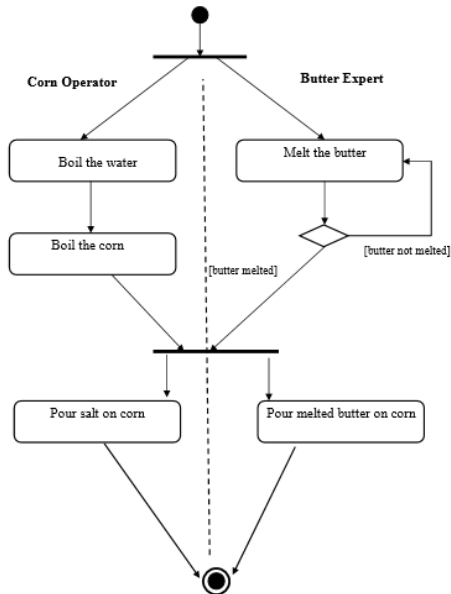 Corn Operator
Butter Expert
Boil the water
Melt the butter
Boil the corn
[butter not melted]
[butter melted]
Pour salt on corn
Pour melted butter on corn